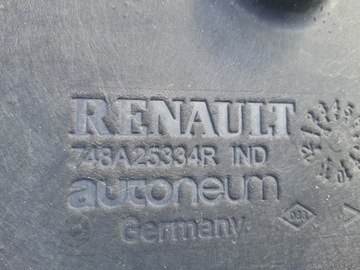 RENAULT
748A25334R IND
autoneum
Germany